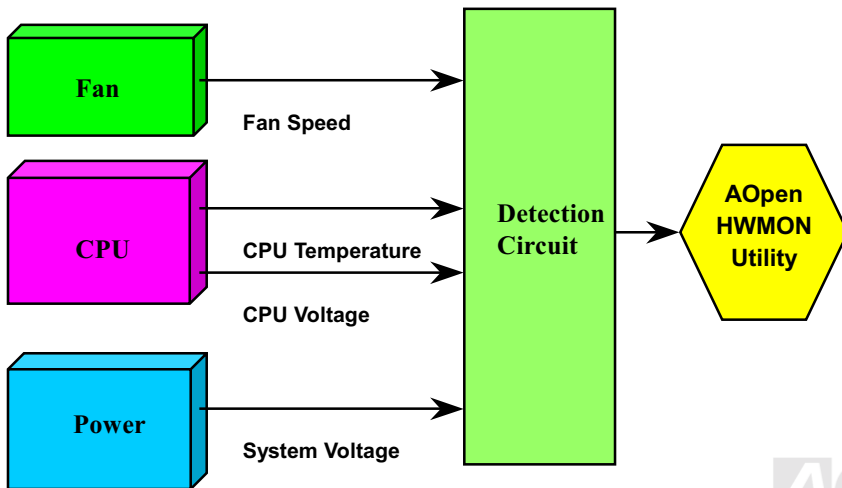 Fan
Fan Speed
CPU
CPU Temperature
CPU Voltage
Power
System Voltage
Detection
Circuit
AOpen
HWMON
Utility